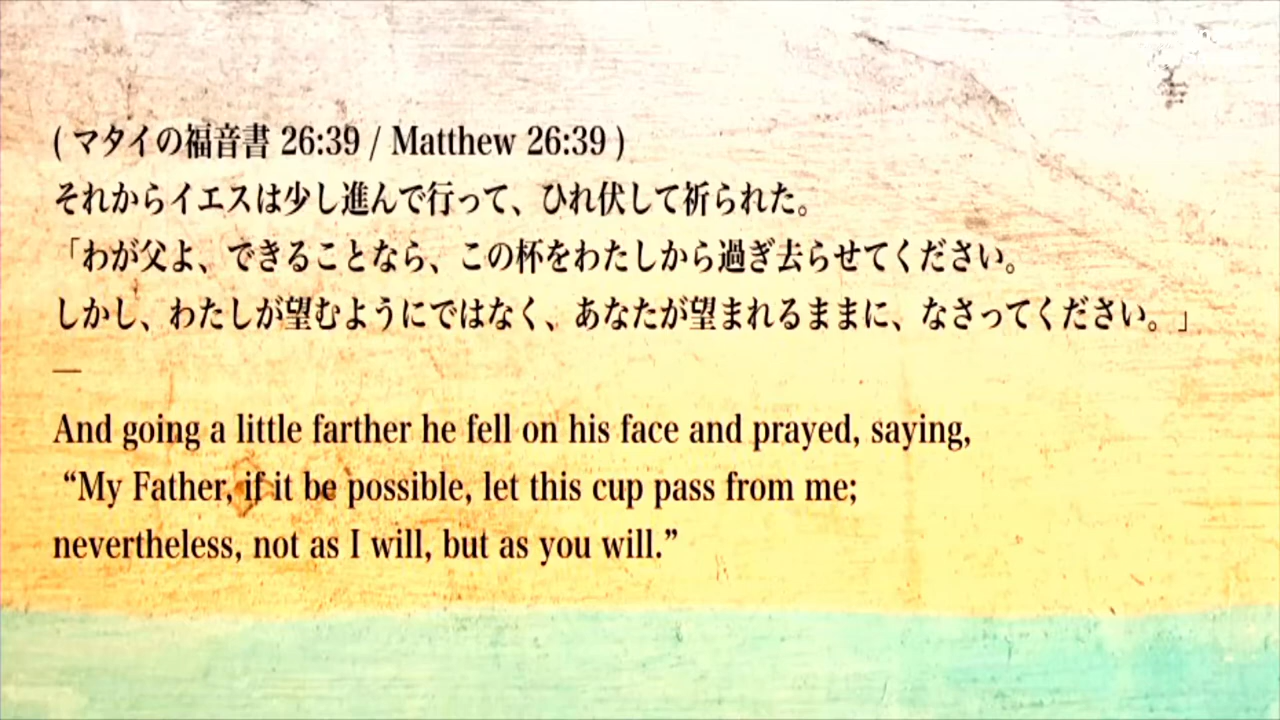 ( マタイの福音書 26:39 / Matthew 26:39 )
それからイエスは少し進んで行って、ひれ伏して祈られた。
「わが父よ、できることなら、この杯をわたしから過ぎ去らせてください。
しかし、わたしが望むようにではなく、あなたが望まれるままに、なさってください。」
—
And going a little farther he fell on his face and prayed, saying,
“My Father, if it be possible, let this cup pass from me;
nevertheless, not as I will, but as you will.”